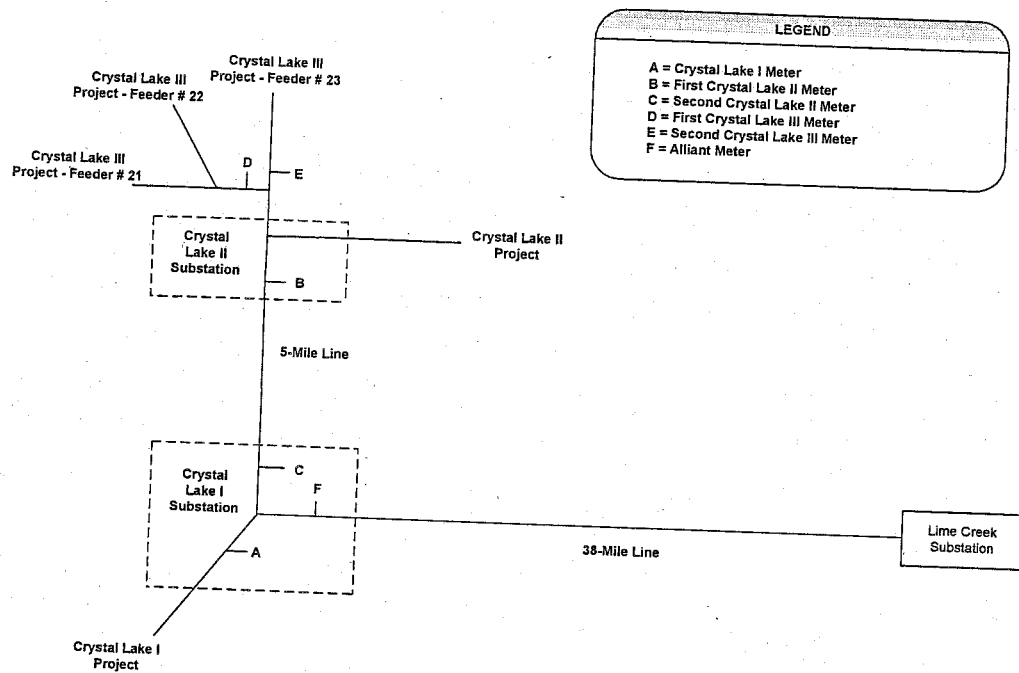 LEGEND
A = Crystal Lake I Meter
B = First Crystal Lake II Meter
C = Second Crystal Lake II Meter
D = First Crystal Lake III Meter
E = Second Crystal Lake III Meter
F = Alliant Meter
Crystal Lake III
Project - Feeder # 23
Crystal Lake III
Project - Feeder # 22
Crystal Lake III
Project - Feeder # 21
D
E
Crystal
Lake II
Substation
Crystal Lake II
Project
B
5-Mile Line
Crystal
Lake I
Substation
C
F
A
38-Mile Line
Lime Creek
Substation
Crystal Lake I
Project